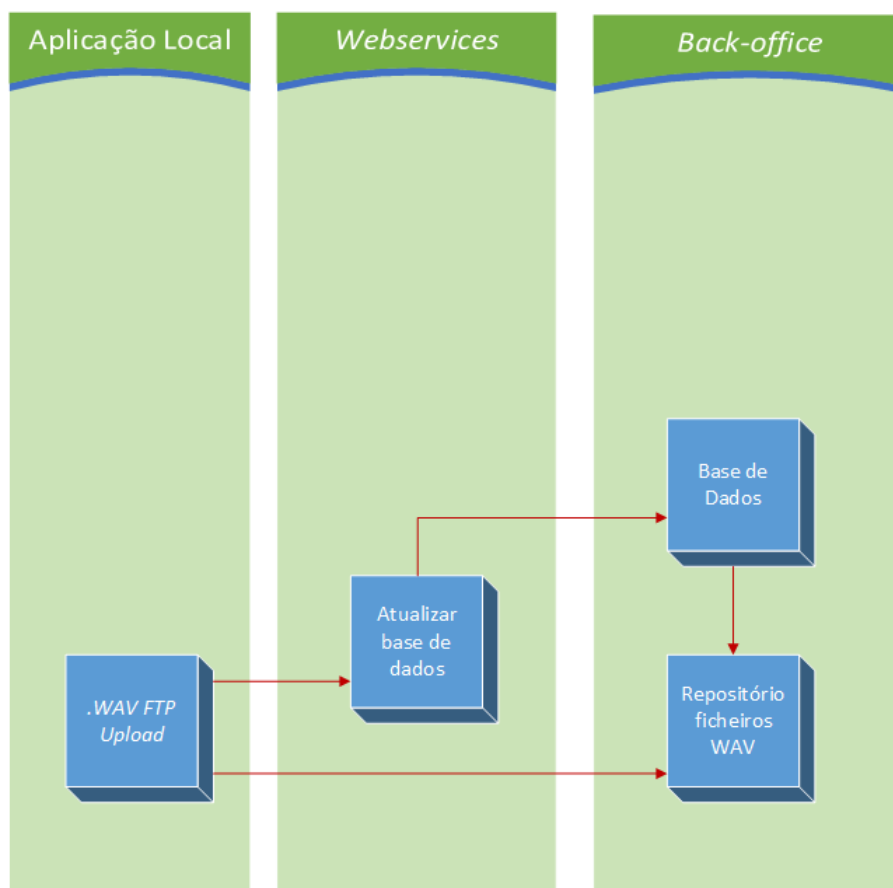 Aplicação Local
Webservices
Back-office
Base de
Dados
Atualizar
base de
dados
.WAV FTP
Upload
Repositório
ficheiros
WAV